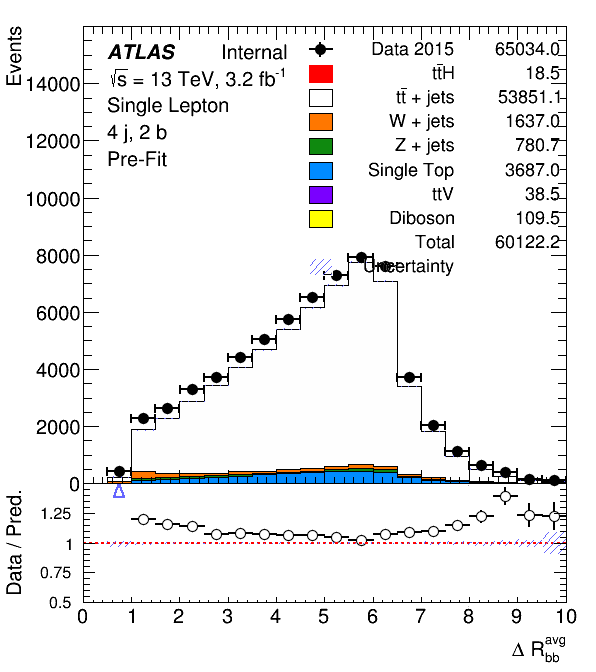 Events
ATLAS Internal
√s = 13 TeV, 3.2 fb⁻¹
Single Lepton
4 j, 2 b
Pre-Fit
Data 2015 65034.0
tt̄H 18.5
tt̄ + jets 53851.1
W + jets 1637.0
Z + jets 780.7
Single Top 3687.0
ttV 38.5
Diboson 109.5
Total 60122.2
Uncertainty
14000
12000
10000
8000
6000
4000
2000
0
Data / Pred.
1.25
1
0.75
0.5
0 1 2 3 4 5 6 7 8 9 10
Δ R_bb^avg